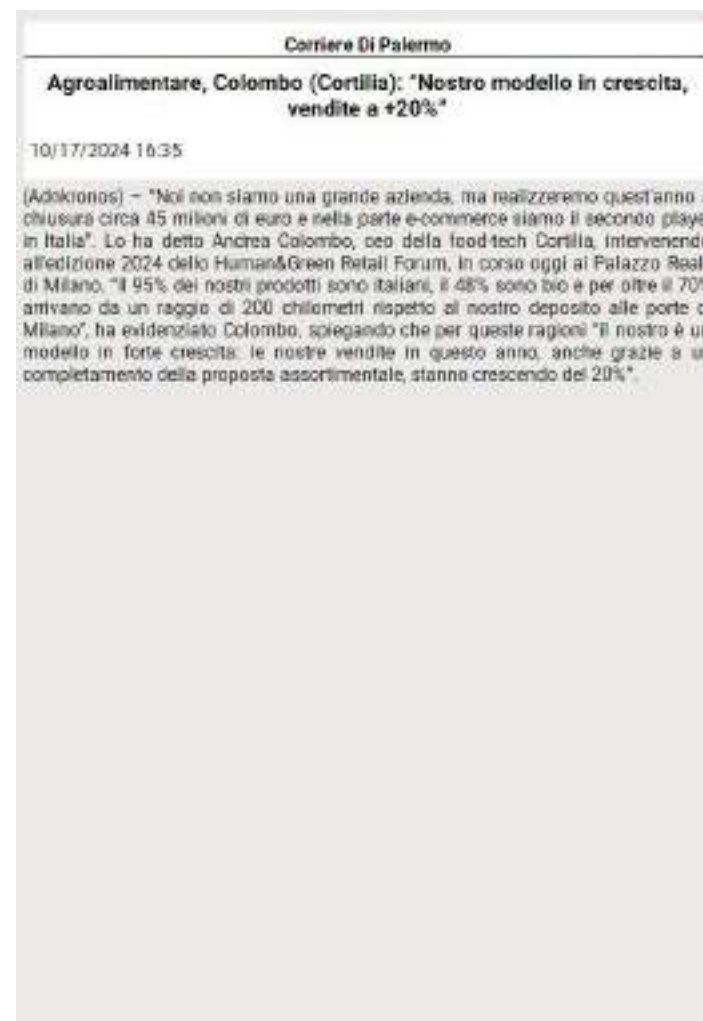 Corriere Di Palermo
Agroalimentare, Colombo (Cortilia): "Nostro modello in crescita,
vendite a +20%"
10/17/2024 16:35
(Adnkronos) – "Noi non siamo una grande azienda, ma realizzeremo quest'anno
chiusura circa 45 milioni di euro e nella parte e-commerce siamo il secondo playe
in Italia". Lo ha detto Andrea Colombo, ceo della food-tech Cortilia, intervenend
all'edizione 2024 dello Human&Green Retail Forum, in corso oggi al Palazzo Real
di Milano. "Il 95% dei nostri prodotti sono italiani, il 48% sono bio e per oltre il 70%
arrivano da un raggio di 200 chilometri rispetto al nostro deposito alle porte d
Milano", ha evidenziato Colombo, spiegando che per queste ragioni "il nostro è un
modello in forte crescita: le nostre vendite in questo anno, anche grazie a un
completamento della proposta assortimentale, stanno crescendo del 20%".